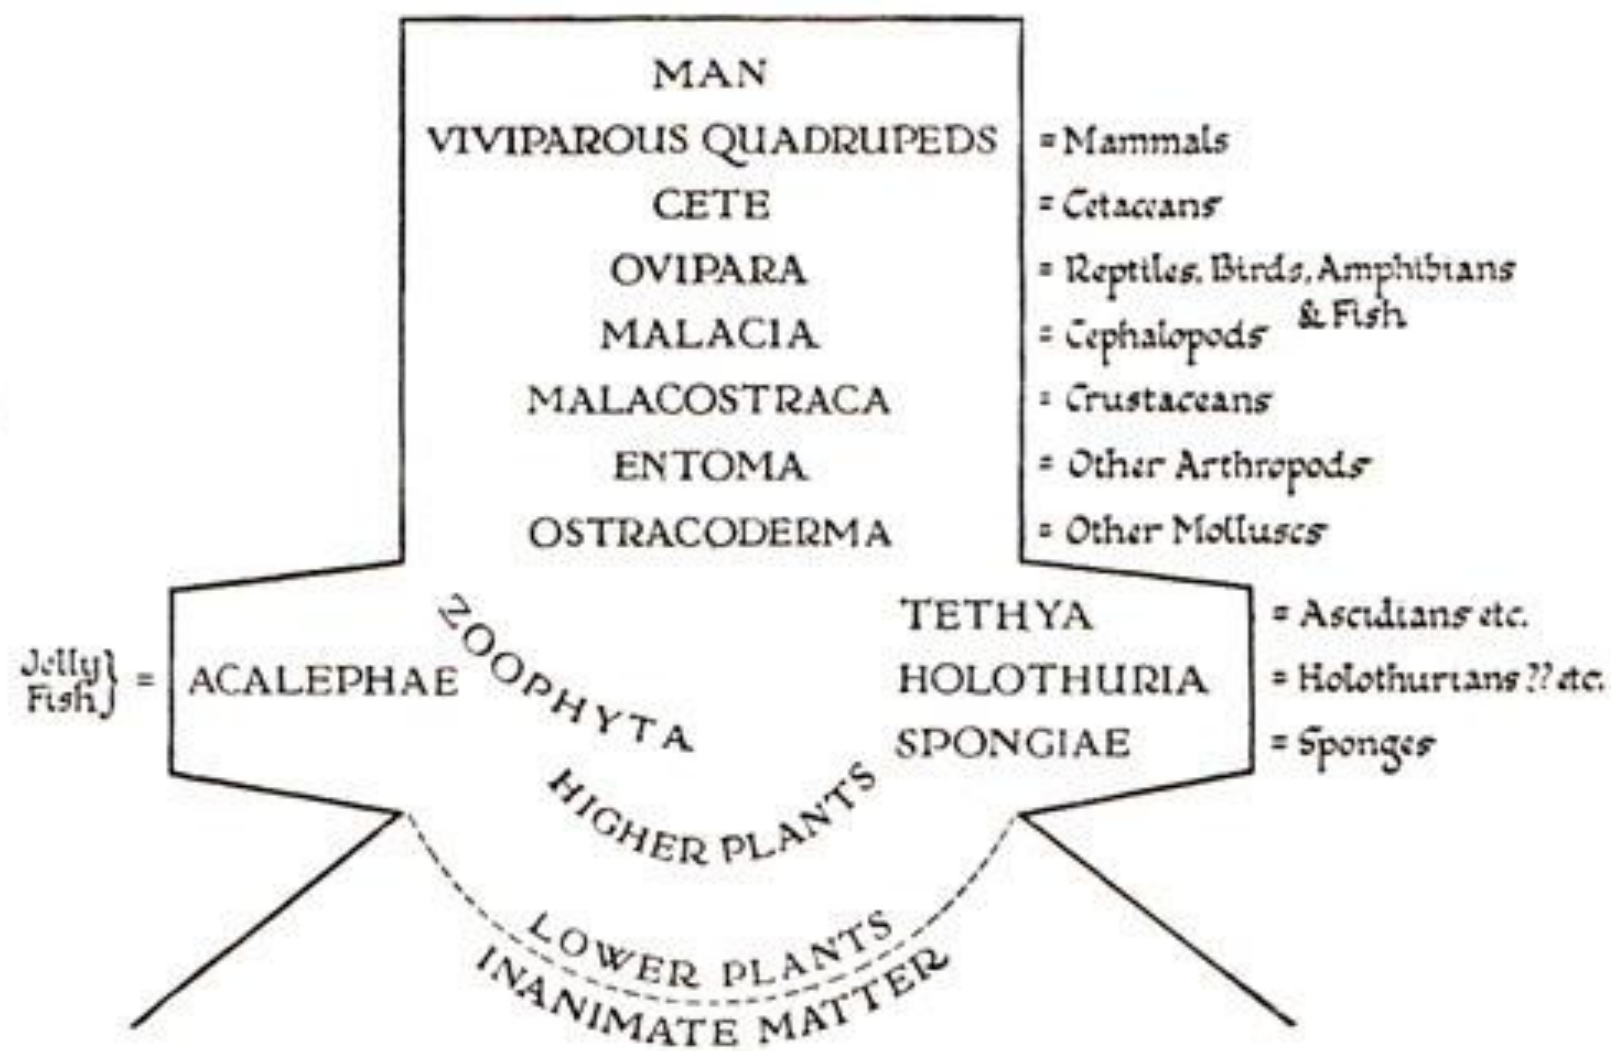 MAN
VIVIPAROUS QUADRUPEDS = Mammals
CETE = Cetaceans
OVIPARA = Reptiles, Birds, Amphibians & Fish
MALACIA = Cephalopods
MALACOSTRACA = Crustaceans
ENTOMA = Other Arthropods
OSTRACODERMA = Other Molluscs
ZOOPHYTA
TETHYA = Ascidians etc.
Jelly Fish } = ACALEPHAE
HOLOTHURIA = Holothurians ?? etc.
SPONGIAE = Sponges
HIGHER PLANTS
LOWER PLANTS
INANIMATE MATTER